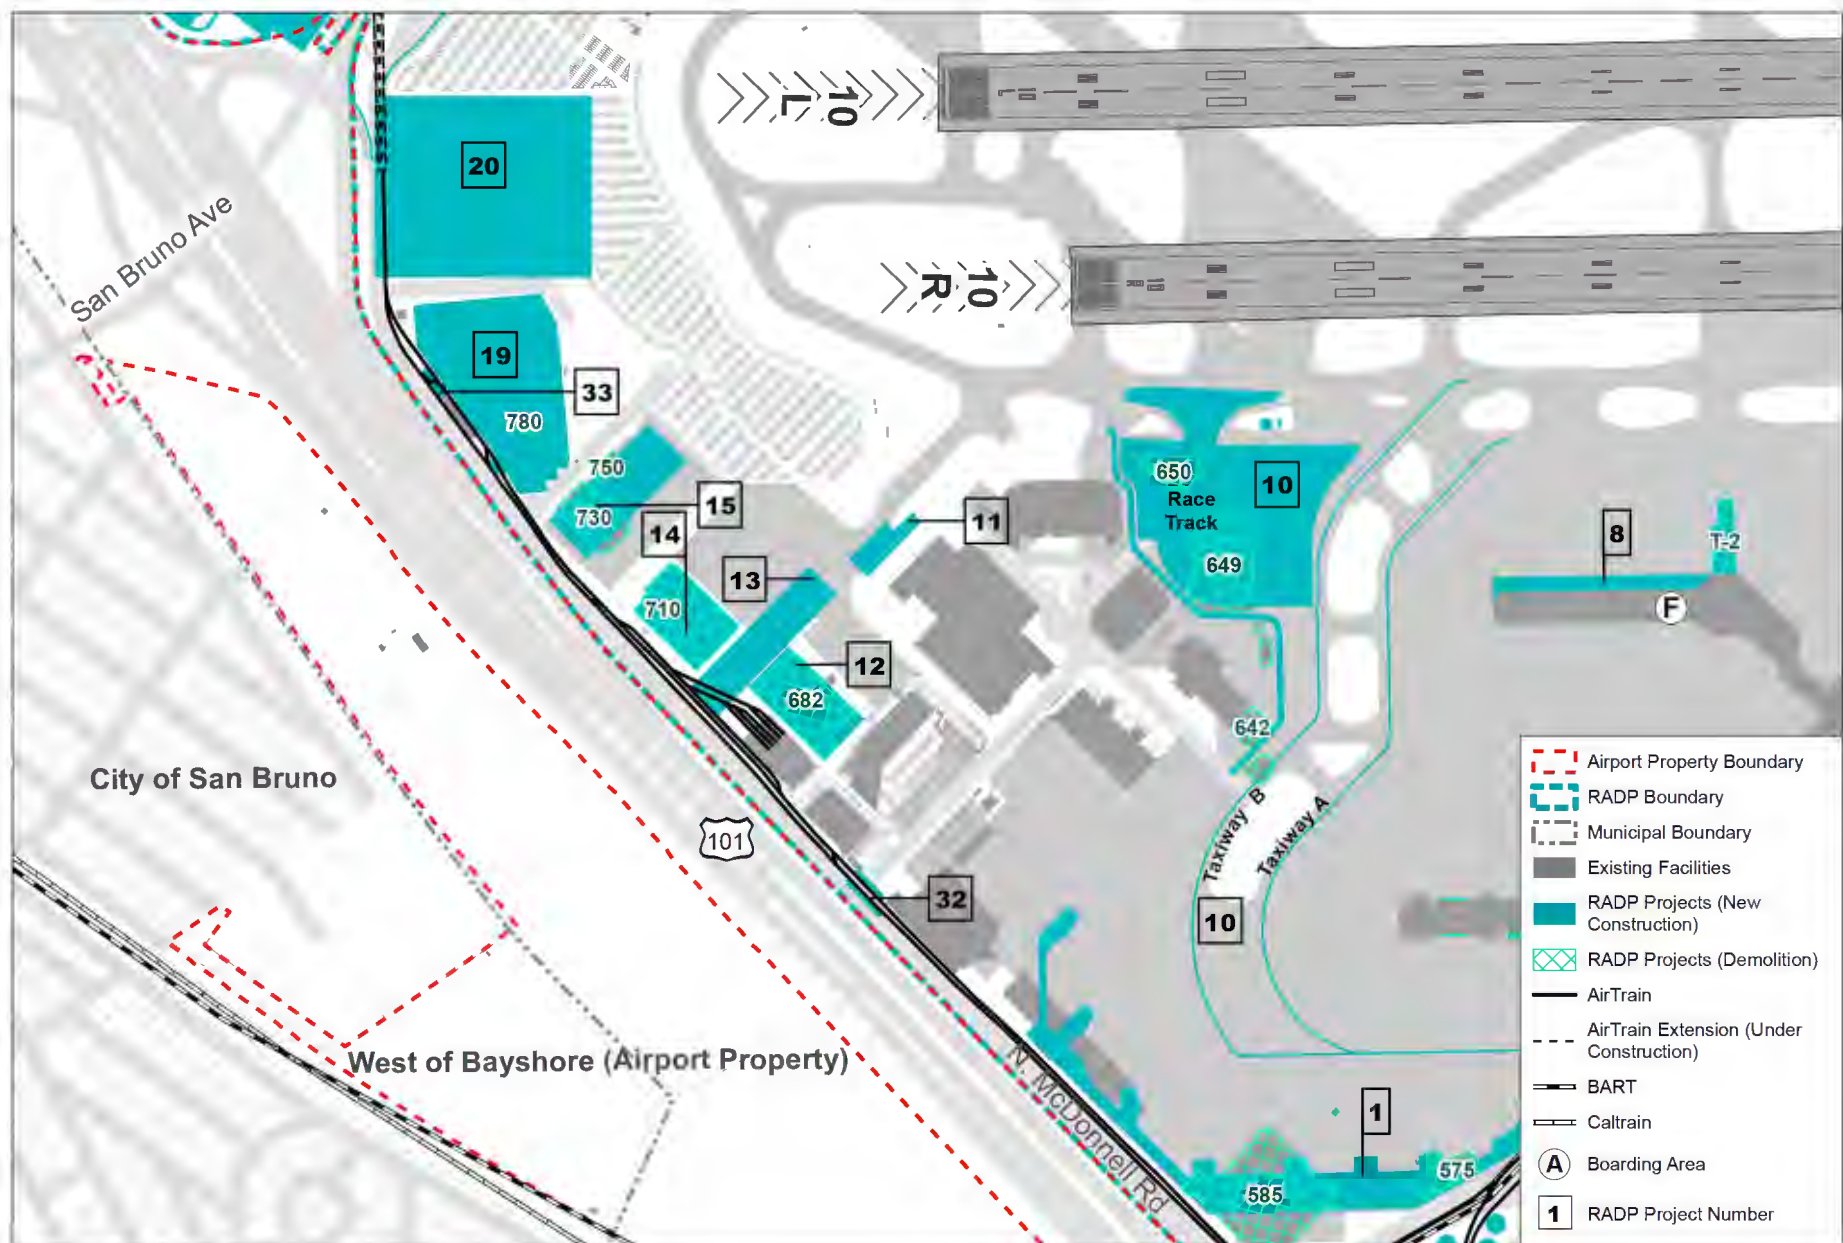 10
L
20
San Bruno Ave
10
R
19
33
780
750
730
15
14
11
650
10
Race
Track
649
8
T-2
F
13
710
12
682
642
City of San Bruno
101
Taxiway B
Taxiway A
10
32
West of Bayshore (Airport Property)
N. McDonnell Rd
1
585
575
Airport Property Boundary
RADP Boundary
Municipal Boundary
Existing Facilities
RADP Projects (New
Construction)
RADP Projects (Demolition)
AirTrain
AirTrain Extension (Under
Construction)
BART
Caltrain
A Boarding Area
1 RADP Project Number